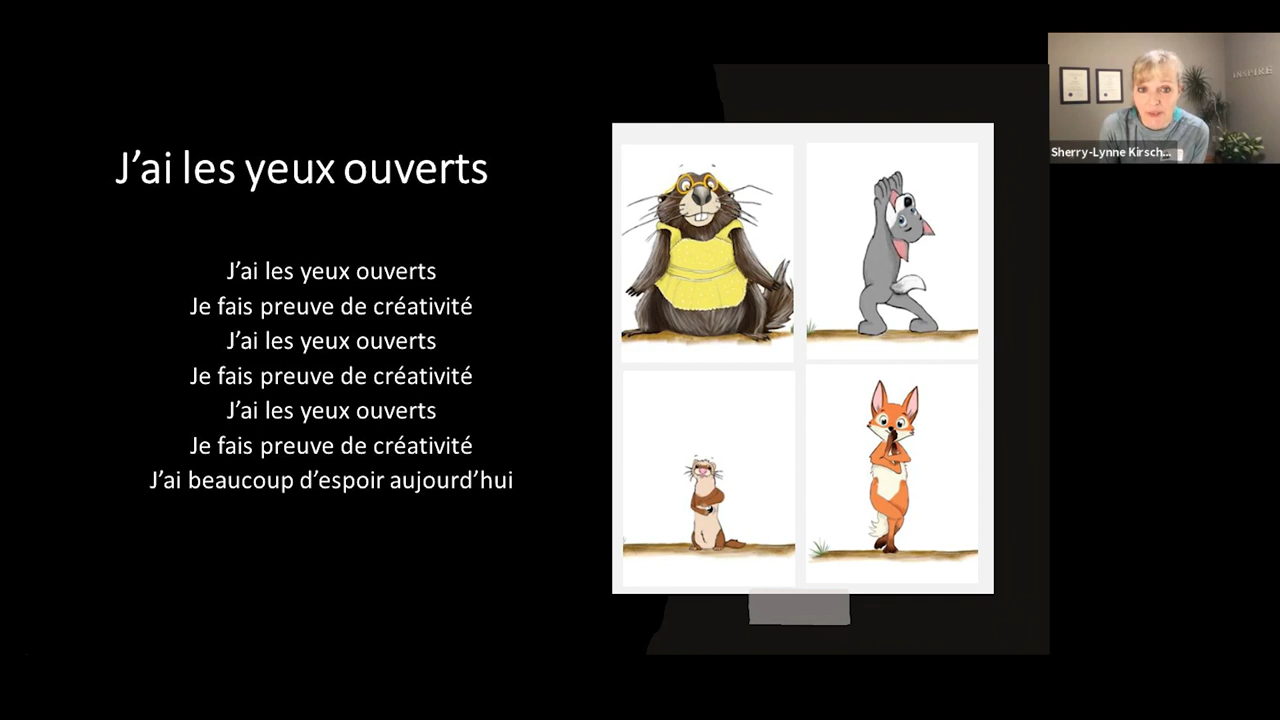 J'ai les yeux ouverts
J'ai les yeux ouverts
Je fais preuve de créativité
J'ai les yeux ouverts
Je fais preuve de créativité
J'ai les yeux ouverts
Je fais preuve de créativité
J'ai beaucoup d'espoir aujourd'hui
INSPIRE
Sherry-Lynne Kirsch...